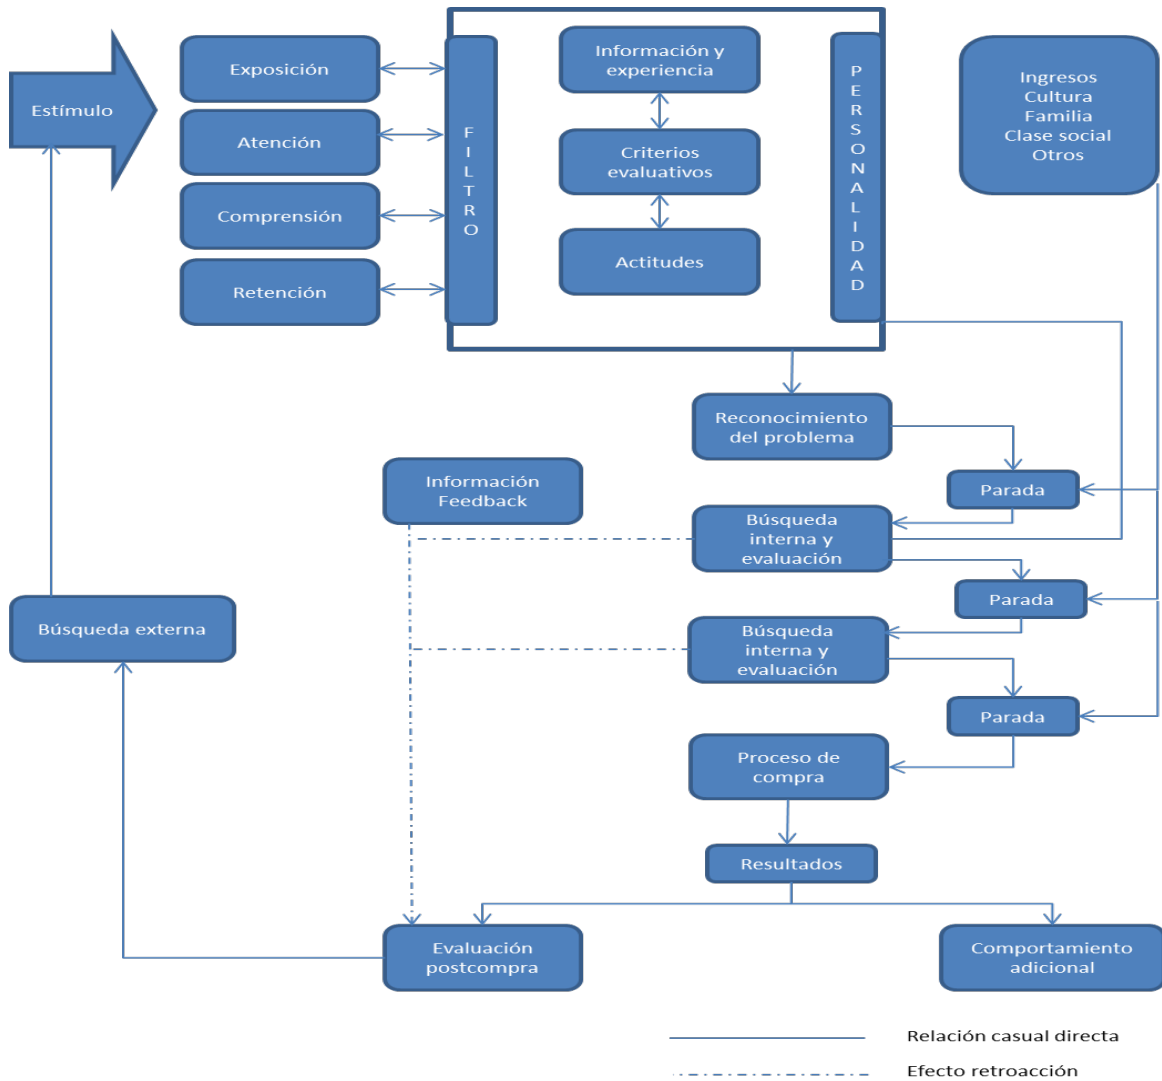 Estímulo
Exposición
Atención
Comprensión
Retención
FILTRO
Información y
experiencia
Criterios
evaluativos
Actitudes
PERSONALIDAD
Ingresos
Cultura
Familia
Clase social
Otros
Reconocimiento
del problema
Parada
Información
Feedback
Búsqueda
interna y
evaluación
Parada
Búsqueda externa
Búsqueda
interna y
evaluación
Parada
Proceso de
compra
Resultados
Evaluación
postcompra
Comportamiento
adicional
Relación casual directa
Efecto retroacción